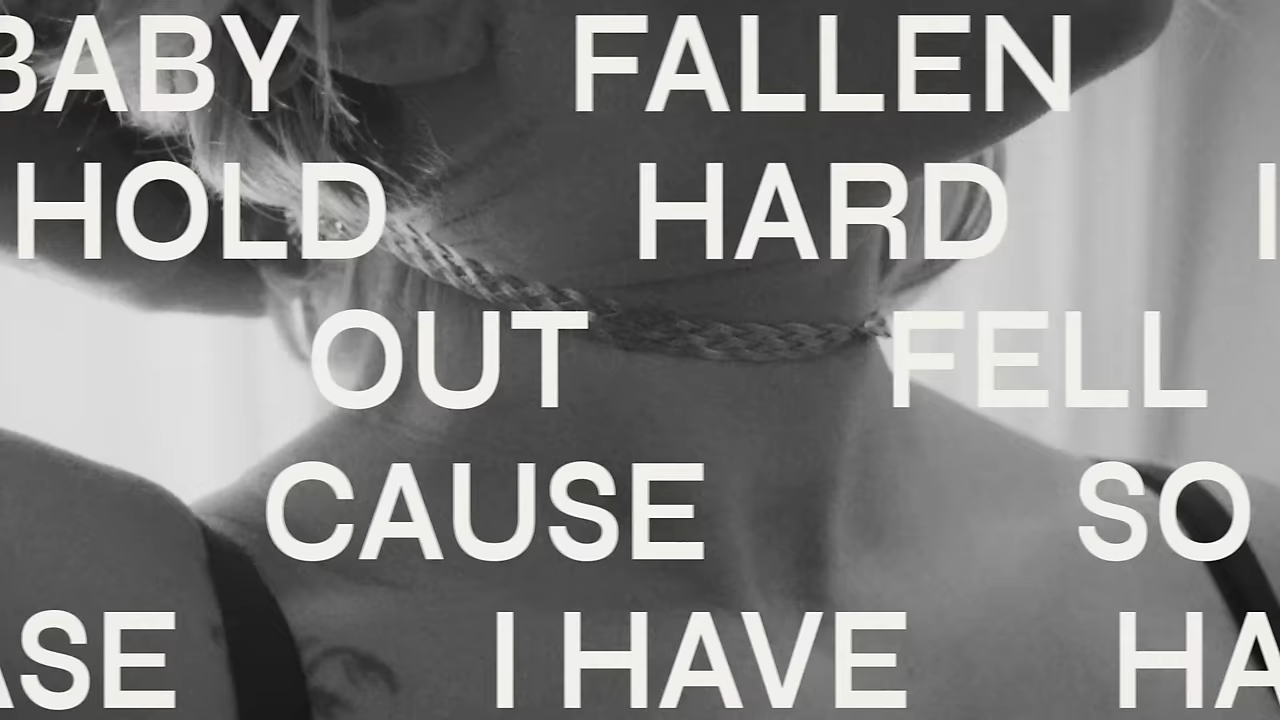 BABY FALLEN
HOLD HARD I
OUT FELL
CAUSE SO
ASE I HAVE HA